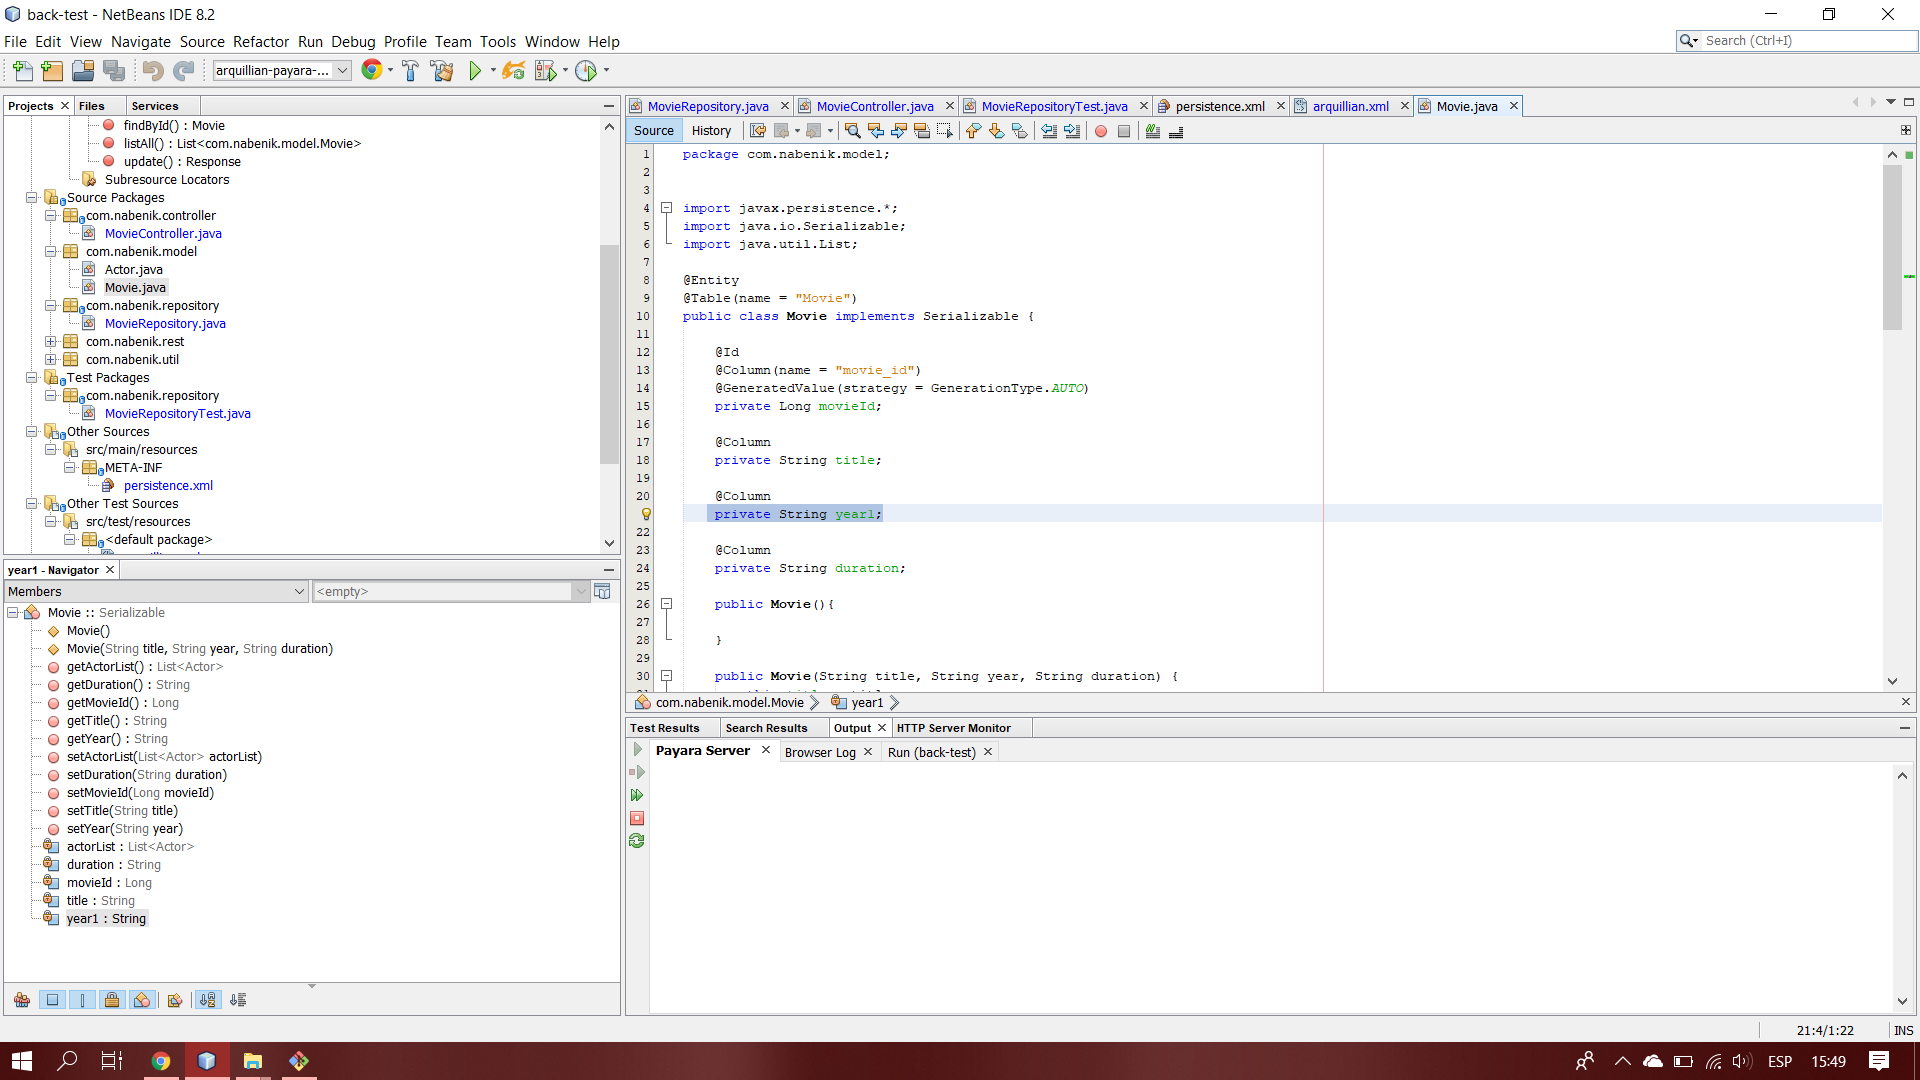 back-test - NetBeans IDE 8.2
File Edit View Navigate Source Refactor Run Debug Profile Team Tools Window Help
Search (Ctrl+I)
arquillian-payara-...
Projects Files Services
findById() : Movie
listAll() : List<com.nabenik.model.Movie>
update() : Response
Subresource Locators
Source Packages
com.nabenik.controller
MovieController.java
com.nabenik.model
Actor.java
Movie.java
com.nabenik.repository
MovieRepository.java
com.nabenik.rest
com.nabenik.util
Test Packages
com.nabenik.repository
MovieRepositoryTest.java
Other Sources
src/main/resources
META-INF
persistence.xml
Other Test Sources
src/test/resources
<default package>
year1 - Navigator
Members <empty>
Movie :: Serializable
Movie()
Movie(String title, String year, String duration)
getActorList() : List<Actor>
getDuration() : String
getMovieId() : Long
getTitle() : String
getYear() : String
setActorList(List<Actor> actorList)
setDuration(String duration)
setMovieId(Long movieId)
setTitle(String title)
setYear(String year)
actorList : List<Actor>
duration : String
movieId : Long
title : String
year1 : String
MovieRepository.java MovieController.java MovieRepositoryTest.java persistence.xml arquillian.xml Movie.java
Source History
1 package com.nabenik.model;
2
3
4 import javax.persistence.*;
5 import java.io.Serializable;
6 import java.util.List;
7
8 @Entity
9 @Table(name = "Movie")
10 public class Movie implements Serializable {
11
12 @Id
13 @Column(name = "movie_id")
14 @GeneratedValue(strategy = GenerationType.AUTO)
15 private Long movieId;
16
17 @Column
18 private String title;
19
20 @Column
private String year1;
22
23 @Column
24 private String duration;
25
26 public Movie(){
27
28 }
29
30 public Movie(String title, String year, String duration) {
com.nabenik.model.Movie year1
Test Results Search Results Output HTTP Server Monitor
Payara Server Browser Log Run (back-test)
21:4/1:22 INS
ESP 15:49